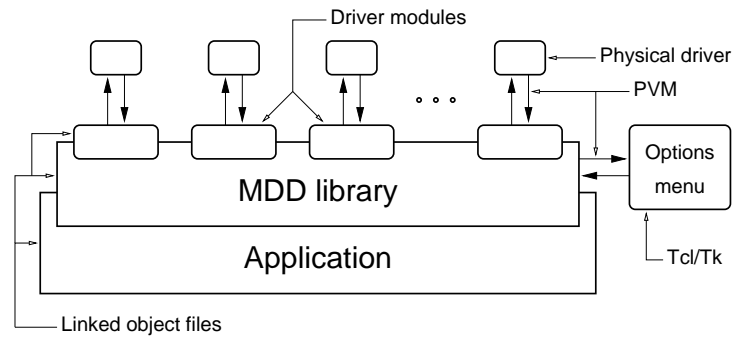 Driver modules
Physical driver
PVM
Options
menu
MDD library
Application
Tcl/Tk
Linked object files